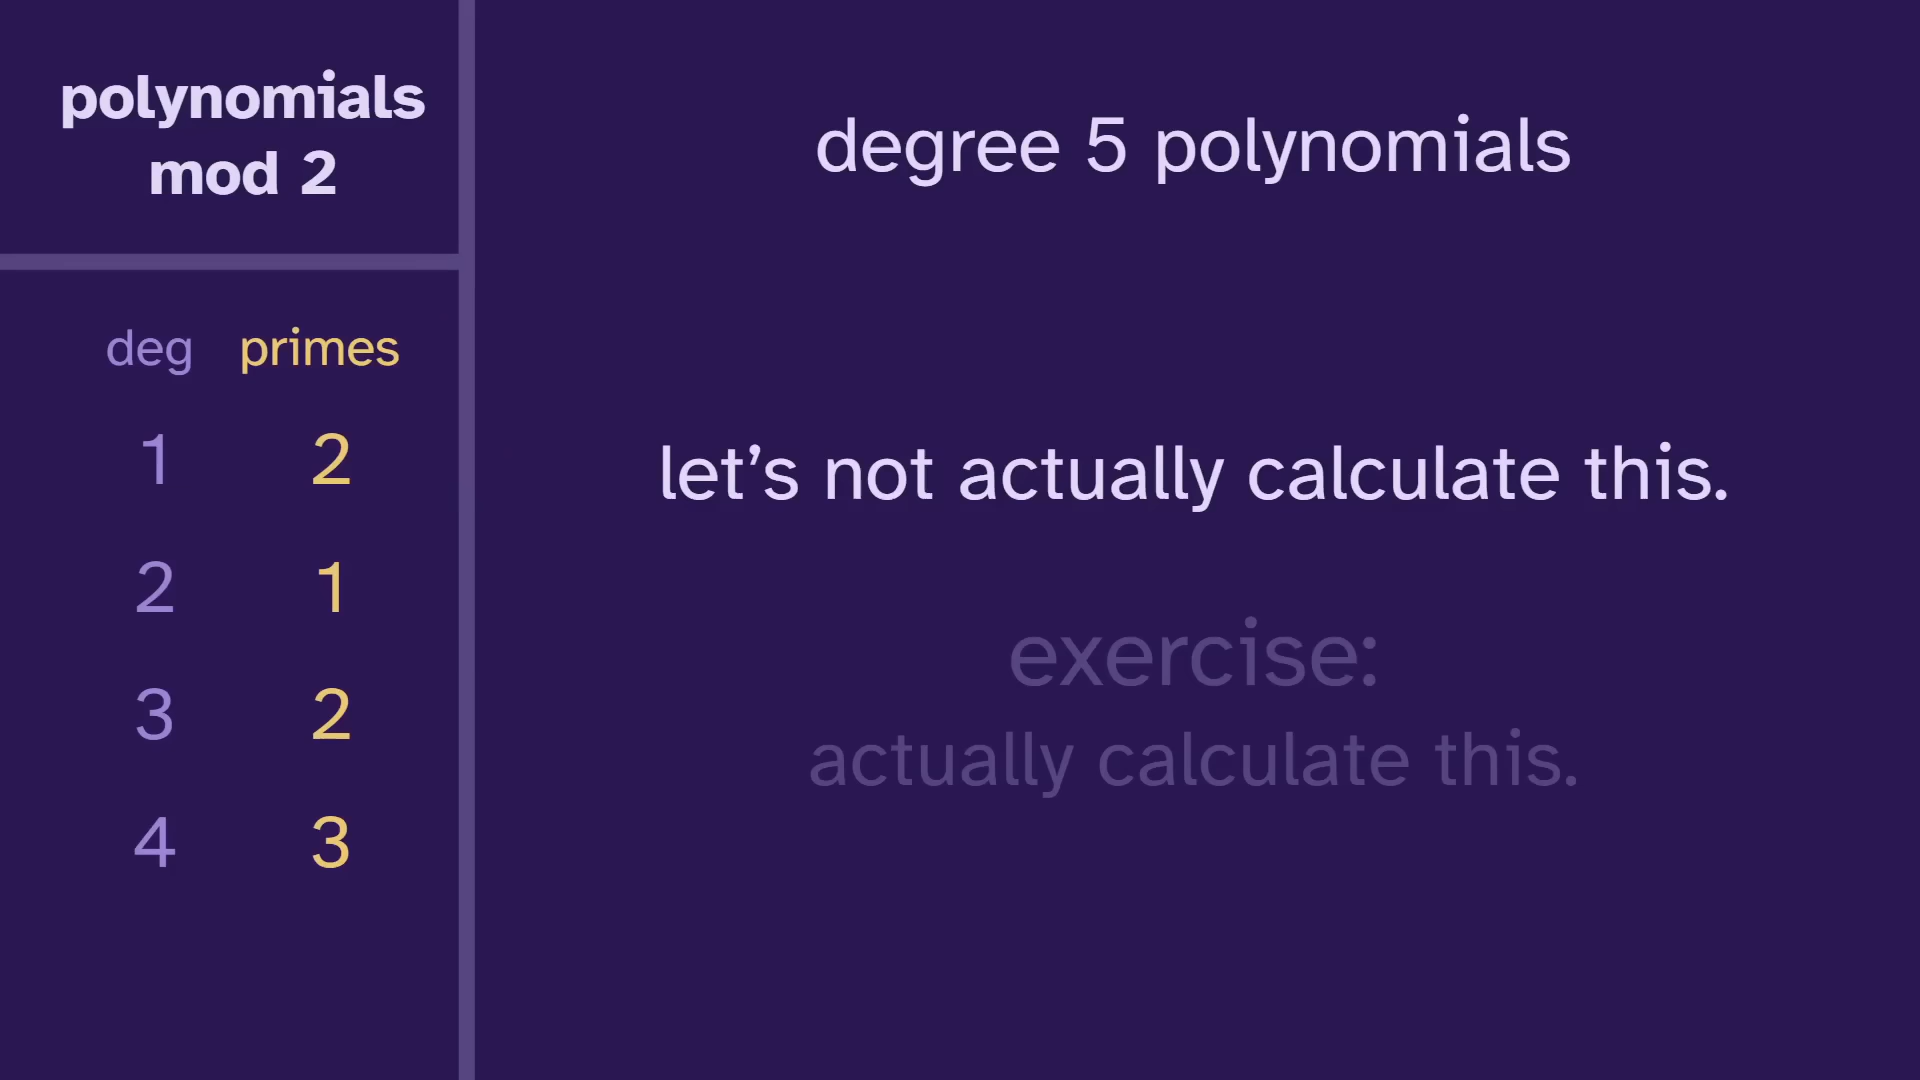 polynomials
mod 2
deg primes
1 2
2 1
3 2
4 3
degree 5 polynomials
let’s not actually calculate this.
exercise:
actually calculate this.